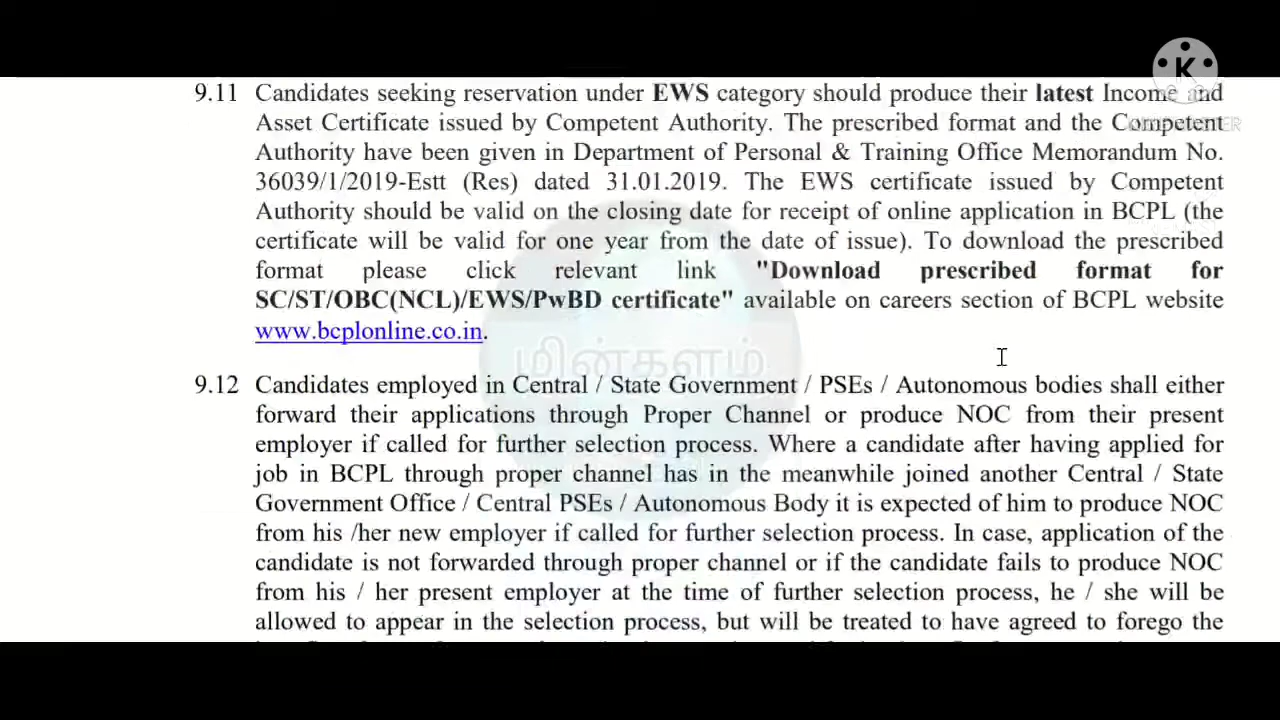 9.11 Candidates seeking reservation under EWS category should produce their latest Income and
Asset Certificate issued by Competent Authority. The prescribed format and the Competent
Authority have been given in Department of Personal & Training Office Memorandum No.
36039/1/2019-Estt (Res) dated 31.01.2019. The EWS certificate issued by Competent
Authority should be valid on the closing date for receipt of online application in BCPL (the
certificate will be valid for one year from the date of issue). To download the prescribed
format please click relevant link "Download prescribed format for
SC/ST/OBC(NCL)/EWS/PwBD certificate" available on careers section of BCPL website
www.bcplonline.co.in.
மின்களம்
9.12 Candidates employed in Central / State Government / PSEs / Autonomous bodies shall either
forward their applications through Proper Channel or produce NOC from their present
employer if called for further selection process. Where a candidate after having applied for
job in BCPL through proper channel has in the meanwhile joined another Central / State
Government Office / Central PSEs / Autonomous Body it is expected of him to produce NOC
from his /her new employer if called for further selection process. In case, application of the
candidate is not forwarded through proper channel or if the candidate fails to produce NOC
from his / her present employer at the time of further selection process, he / she will be
allowed to appear in the selection process, but will be treated to have agreed to forego the